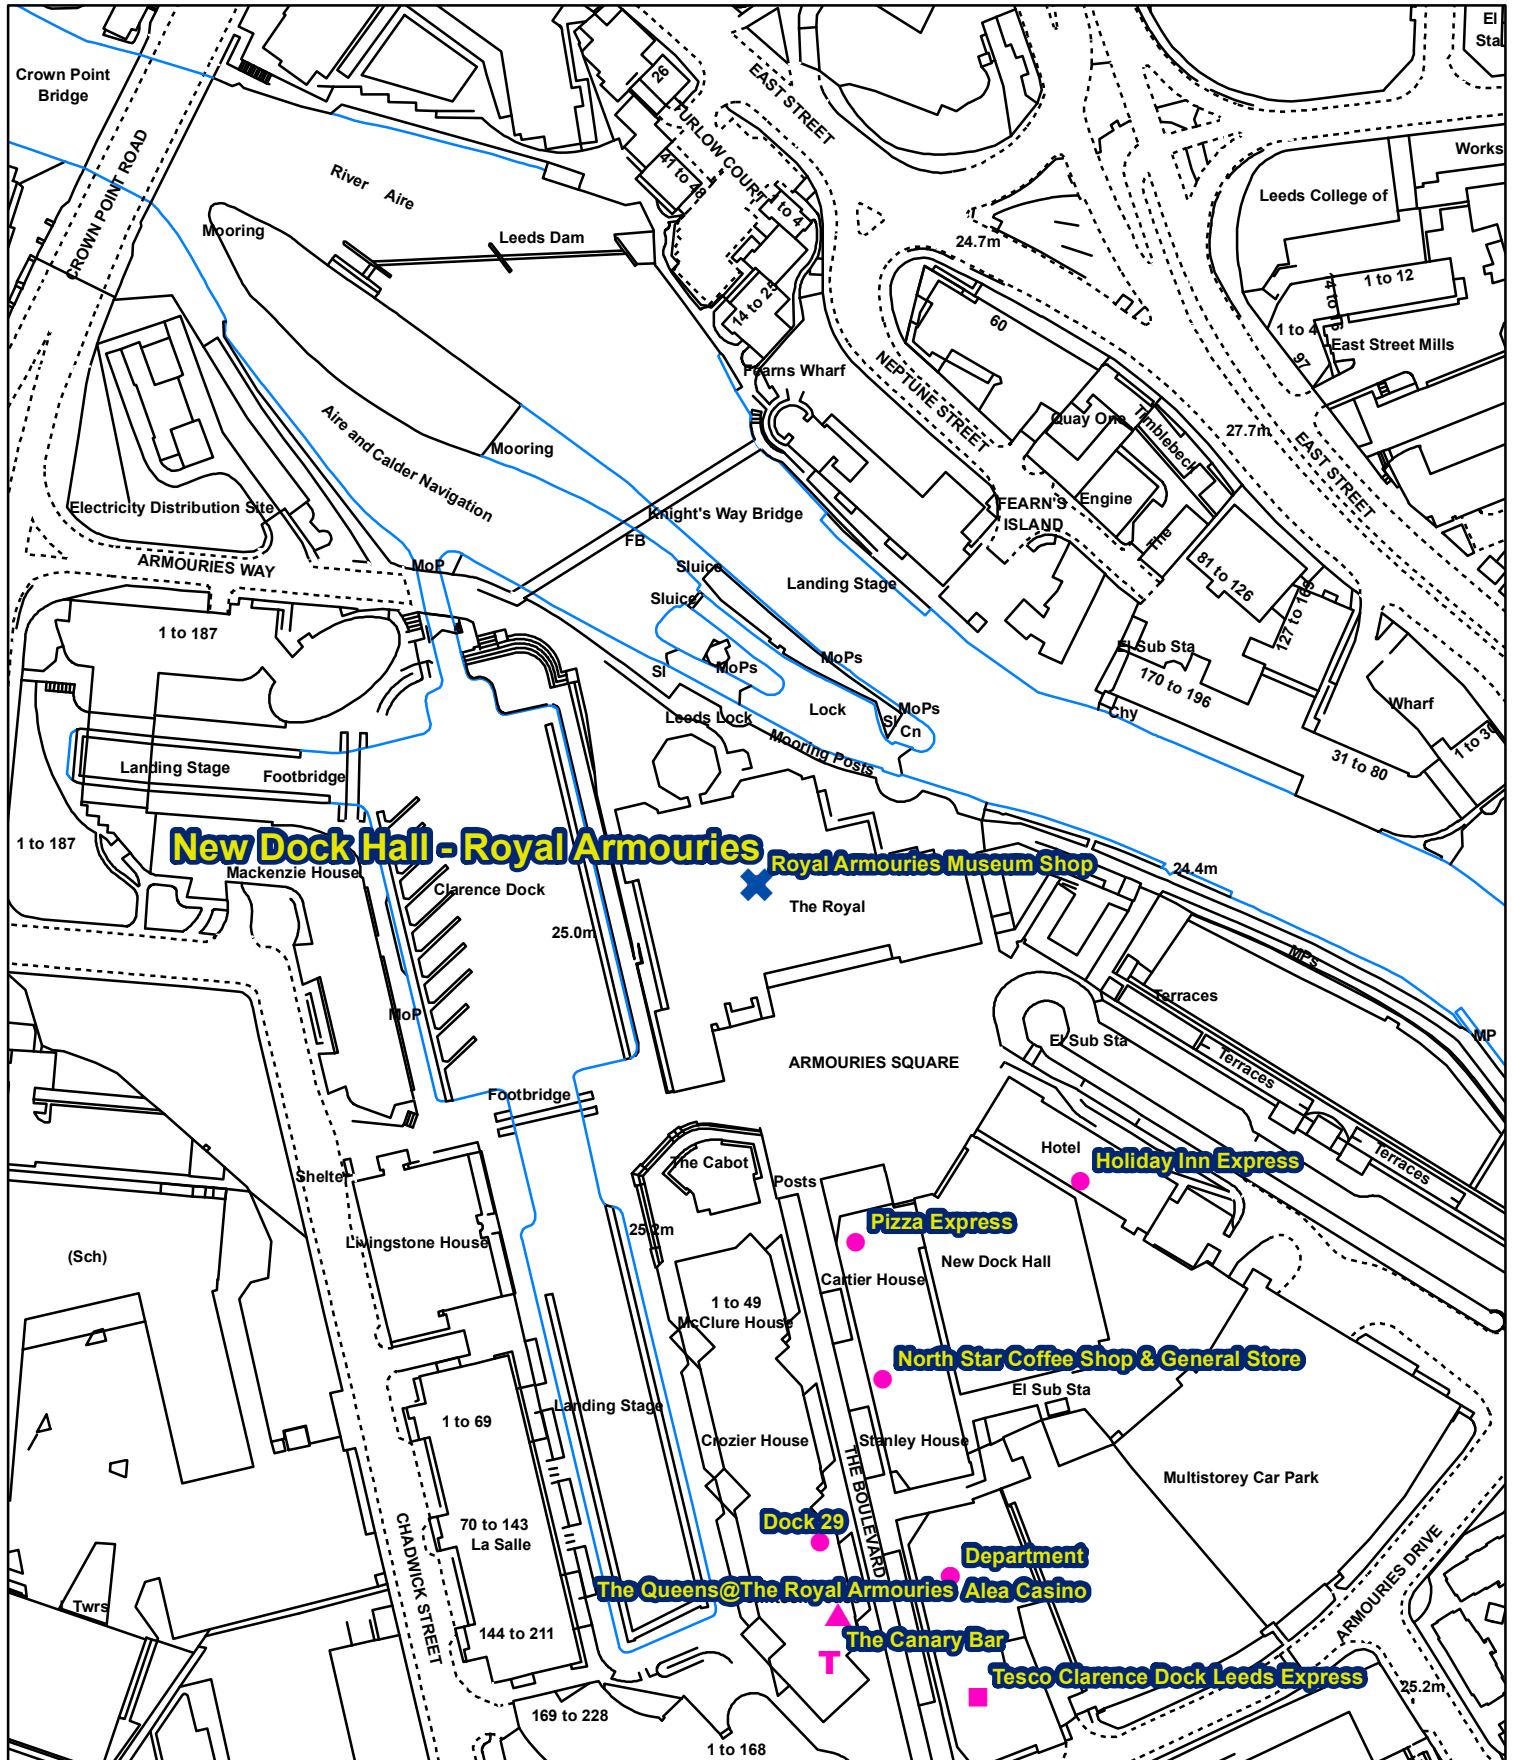 El
Sta
Crown Point
Bridge
26
EAST STREET
TURLOW COURT
41 to 48
1 to 4
Works
CROWN POINT ROAD
River Aire
Leeds College of
Mooring
Leeds Dam
24.7m
14 to 25
1 to 12
1 to 4
97
East Street Mills
60
Fearns Wharf
NEPTUNE STREET
Quay One
Timblebeck
27.7m
EAST STREET
Aire and Calder Navigation
Mooring
Electricity Distribution Site
Knight's Way Bridge
FEARN'S
ISLAND
Engine
The
FB
ARMOURIES WAY
MoP
Sluice
Landing Stage
81 to 126
Sluice
127 to 169
1 to 187
El Sub Sta
MoPs
Sl
MoPs
170 to 196
Wharf
Leeds Lock
Lock
MoPs
Sl
Cn
Chy
Mooring Posts
31 to 80
Landing Stage
Footbridge
1 to 187
New Dock Hall - Royal Armouries
Royal Armouries Museum Shop
Mackenzie House
Clarence Dock
The Royal
24.4m
25.0m
MPs
Terraces
MoP
El Sub Sta
MP
ARMOURIES SQUARE
Terraces
Footbridge
Hotel
Holiday Inn Express
Terraces
The Cabot
Shelter
Posts
25.2m
Pizza Express
Livingstone House
(Sch)
New Dock Hall
Cartier House
1 to 49
McClure House
North Star Coffee Shop & General Store
El Sub Sta
Landing Stage
1 to 69
Crozier House
Stanley House
THE BOULEVARD
Multistorey Car Park
Dock 29
70 to 143
La Salle
CHADWICK STREET
Department
ARMOURIES DRIVE
The Queens@The Royal Armouries
Alea Casino
Twrs
144 to 211
The Canary Bar
T
Tesco Clarence Dock Leeds Express
25.2m
169 to 228
1 to 168